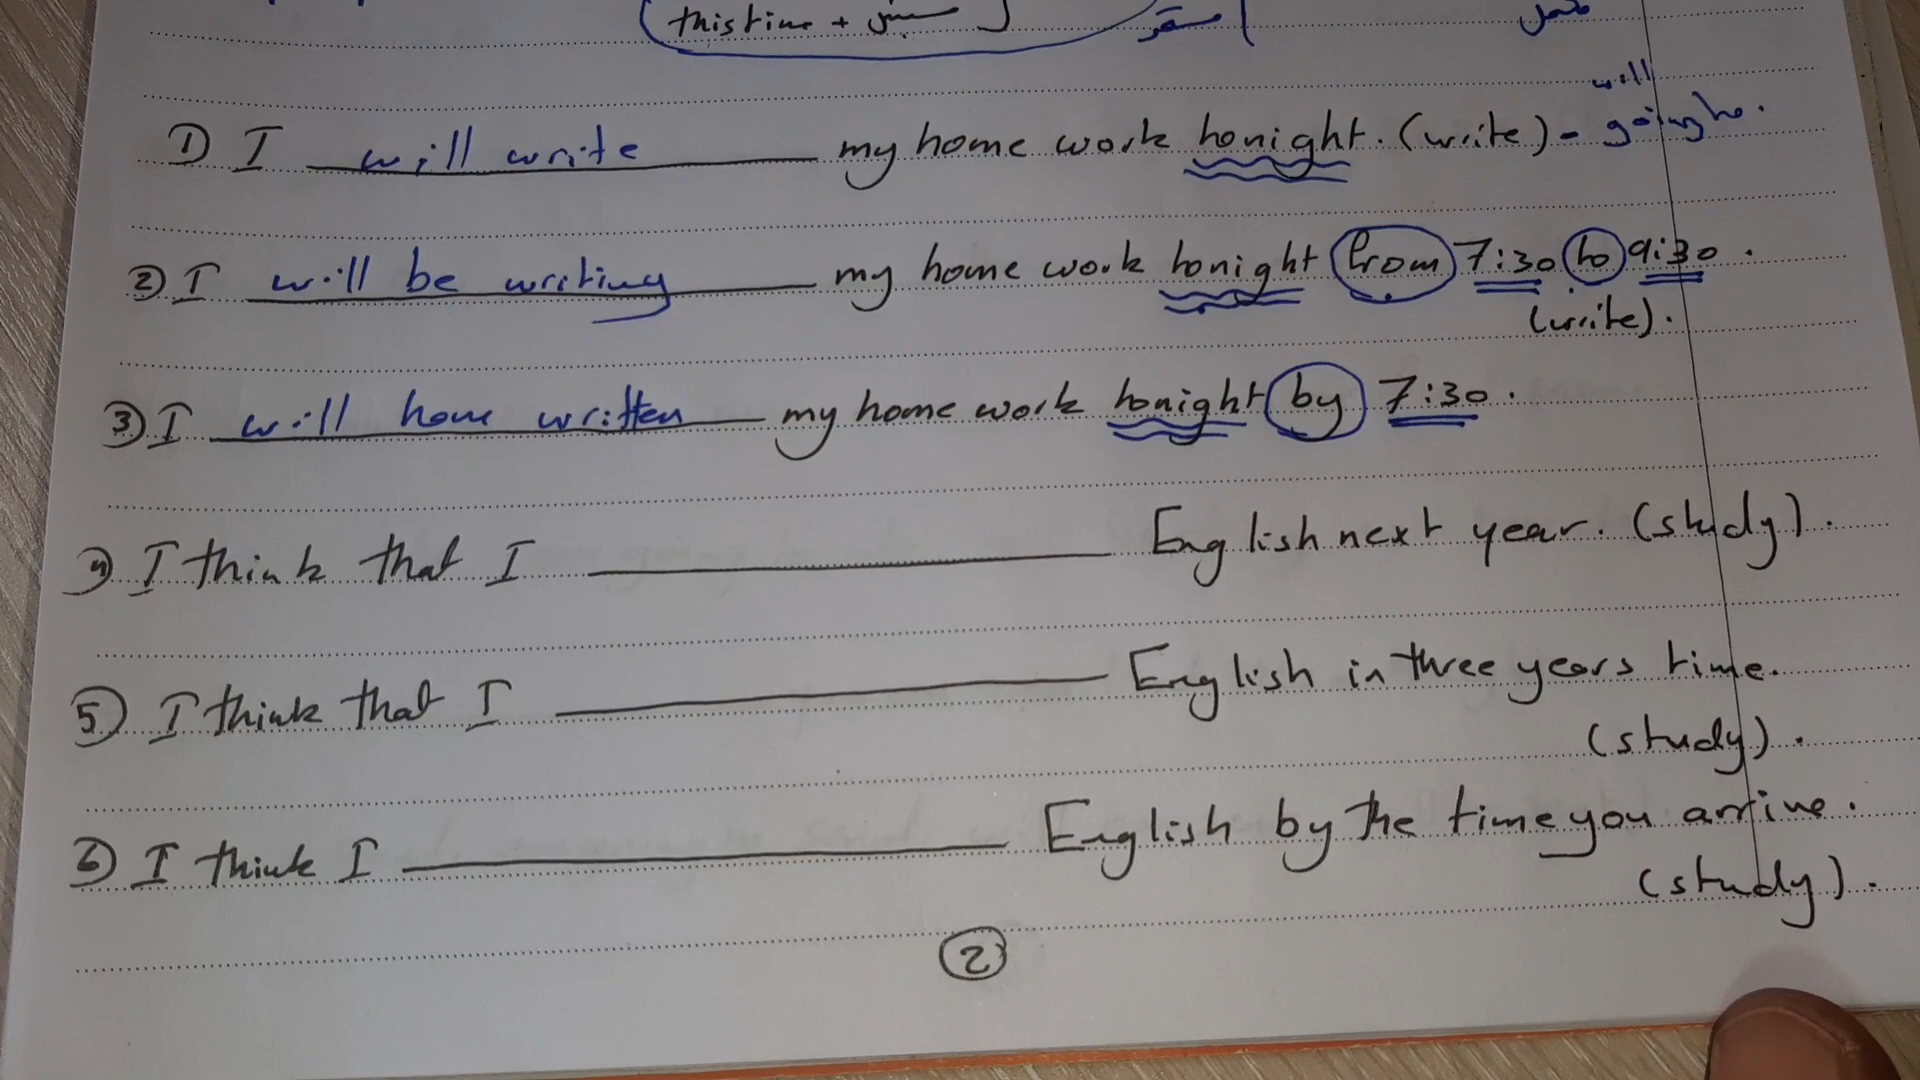 this time +
will
1) I will write my home work tonight. (write) - going to.
2) I will be writing my home work tonight from 7:30 to 9:30.
(write).
3) I will have written my home work tonight by 7:30.
4) I think that I ______ English next year. (study).
5) I think that I ______ English in three years time.
(study).
6) I think I ______ English by the time you arrive.
(study).
2